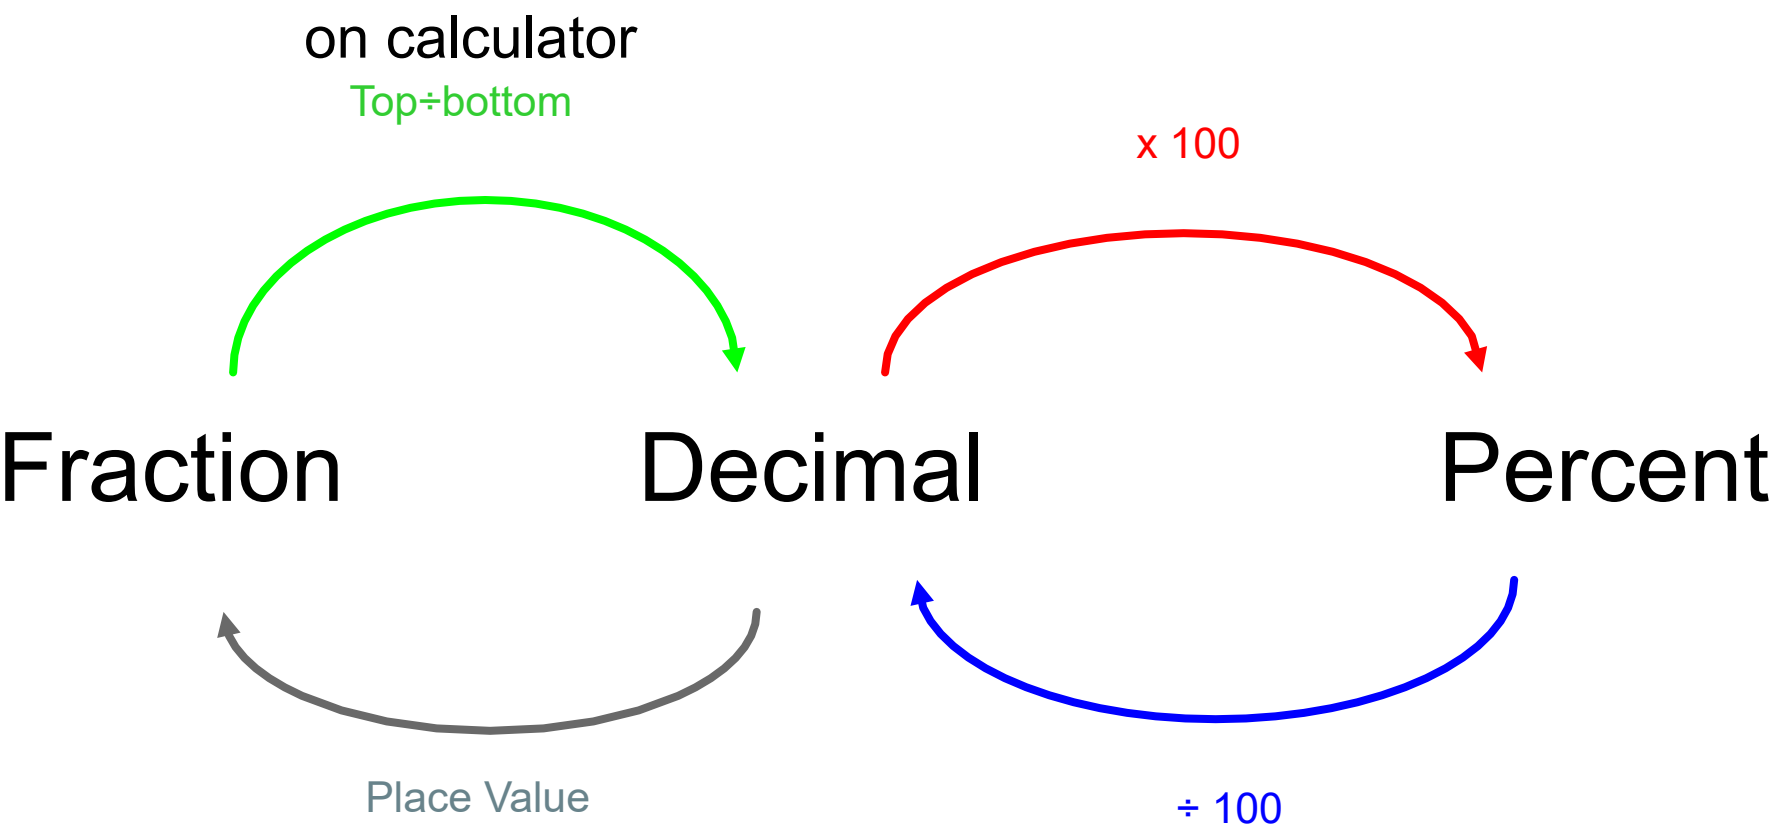 on calculator
Top÷bottom
x 100
Fraction
Decimal
Percent
Place Value
÷ 100